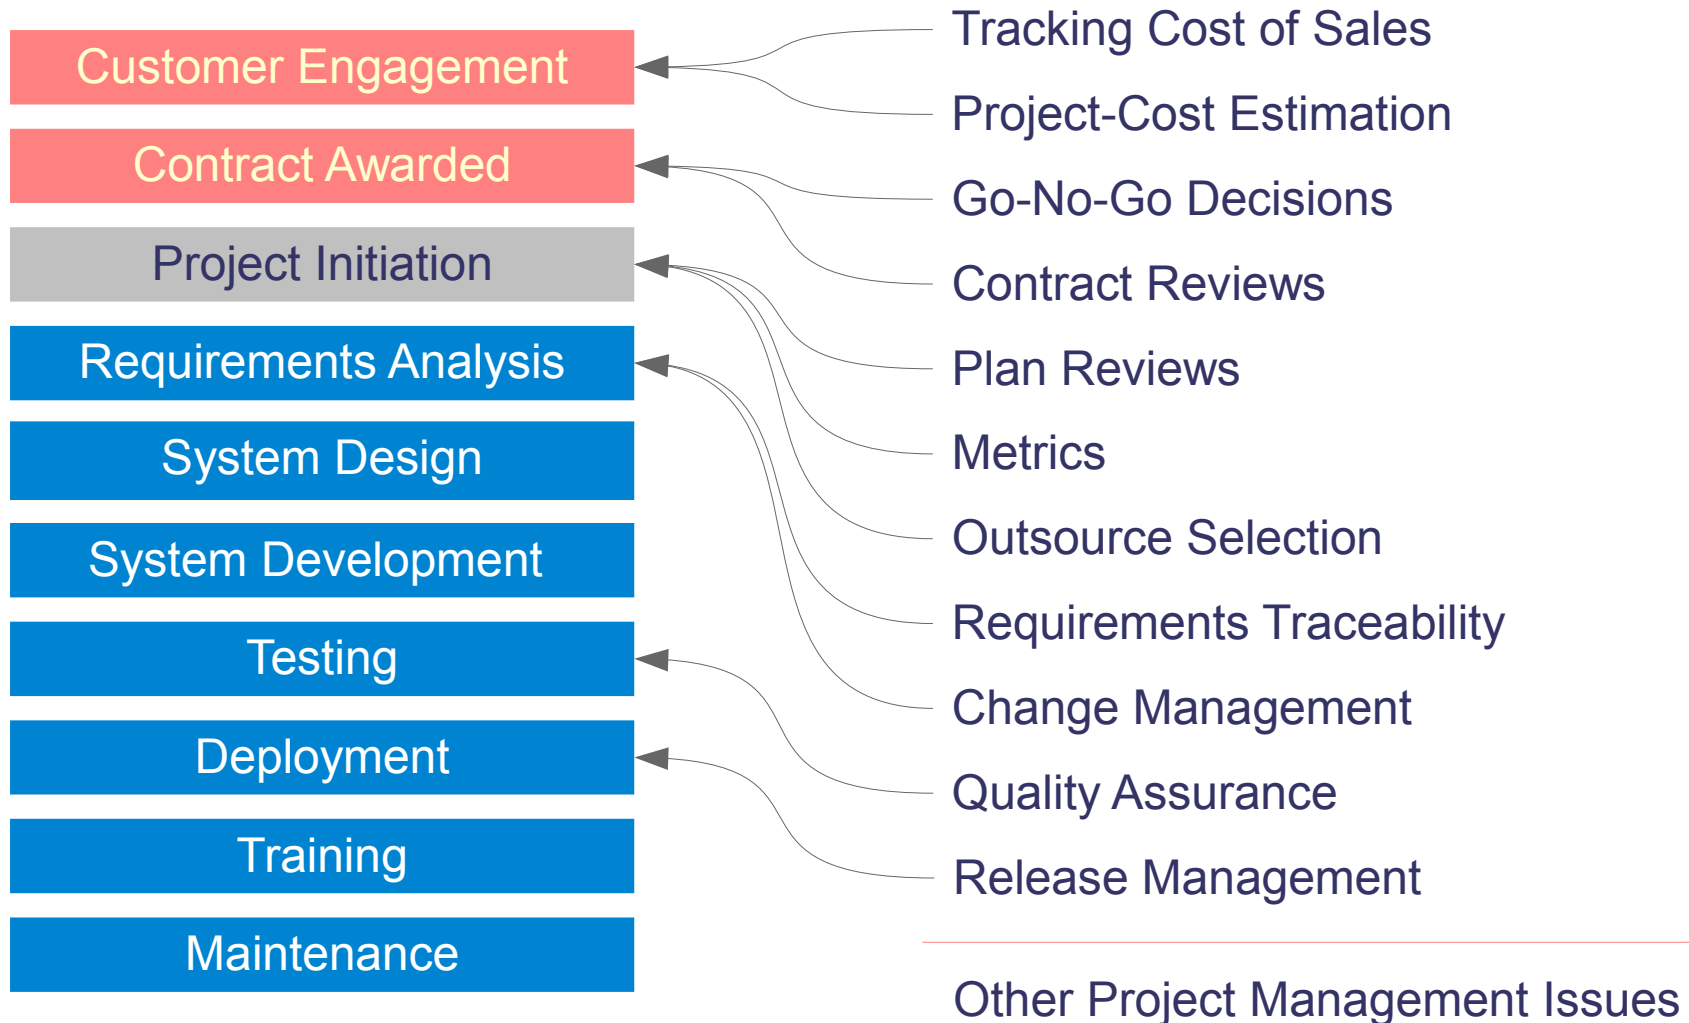 Customer Engagement
Contract Awarded
Project Initiation
Requirements Analysis
System Design
System Development
Testing
Deployment
Training
Maintenance
Tracking Cost of Sales
Project-Cost Estimation
Go-No-Go Decisions
Contract Reviews
Plan Reviews
Metrics
Outsource Selection
Requirements Traceability
Change Management
Quality Assurance
Release Management
Other Project Management Issues